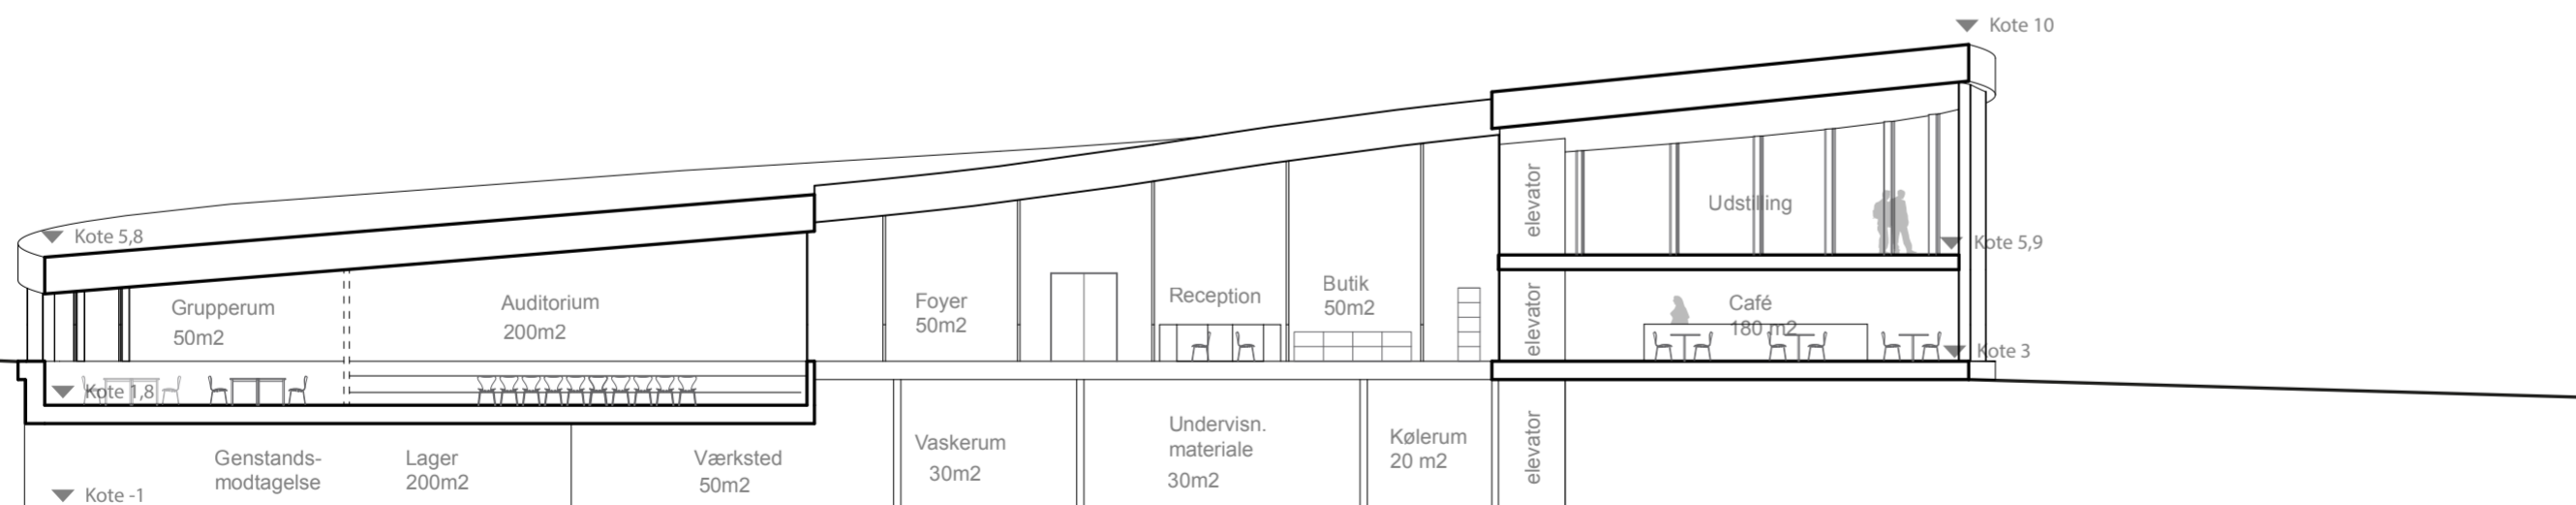 Kote 10
Kote 5,8
elevator
Udstilling
Kote 5,9
Grupperum
50m2
Auditorium
200m2
Foyer
50m2
Reception
Butik
50m2
elevator
Café
180 m2
Kote 3
Kote 1,8
Genstands-
modtagelse
Lager
200m2
Værksted
50m2
Vaskerum
30m2
Undervisn.
materiale
30m2
Kølerum
20 m2
elevator
Kote -1